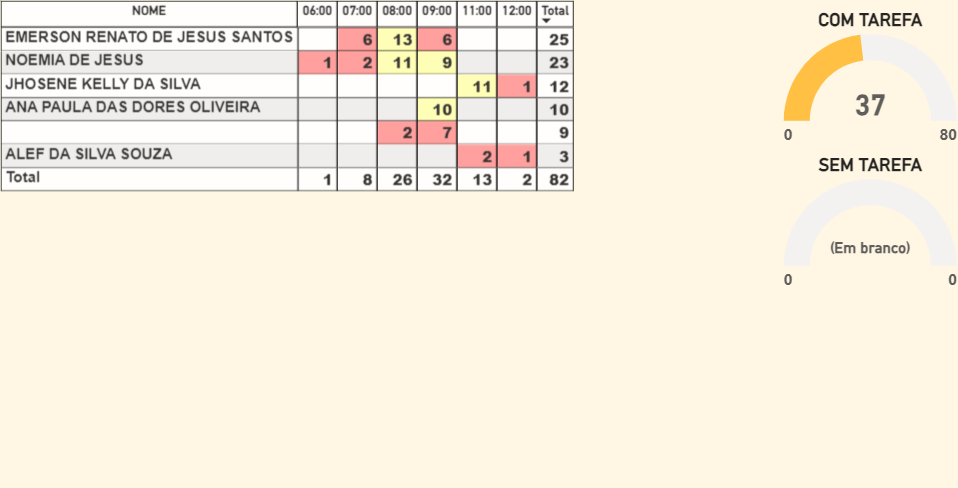 NOME 06:00 07:00 08:00 09:00 11:00 12:00 Total
EMERSON RENATO DE JESUS SANTOS 6 13 6 25
NOEMIA DE JESUS 1 2 11 9 23
JHOSENE KELLY DA SILVA 11 1 12
ANA PAULA DAS DORES OLIVEIRA 10 10
2 7 9
ALEF DA SILVA SOUZA 2 1 3
Total 1 8 26 32 13 2 82
COM TAREFA
37
0 80
SEM TAREFA
(Em branco)
0 0